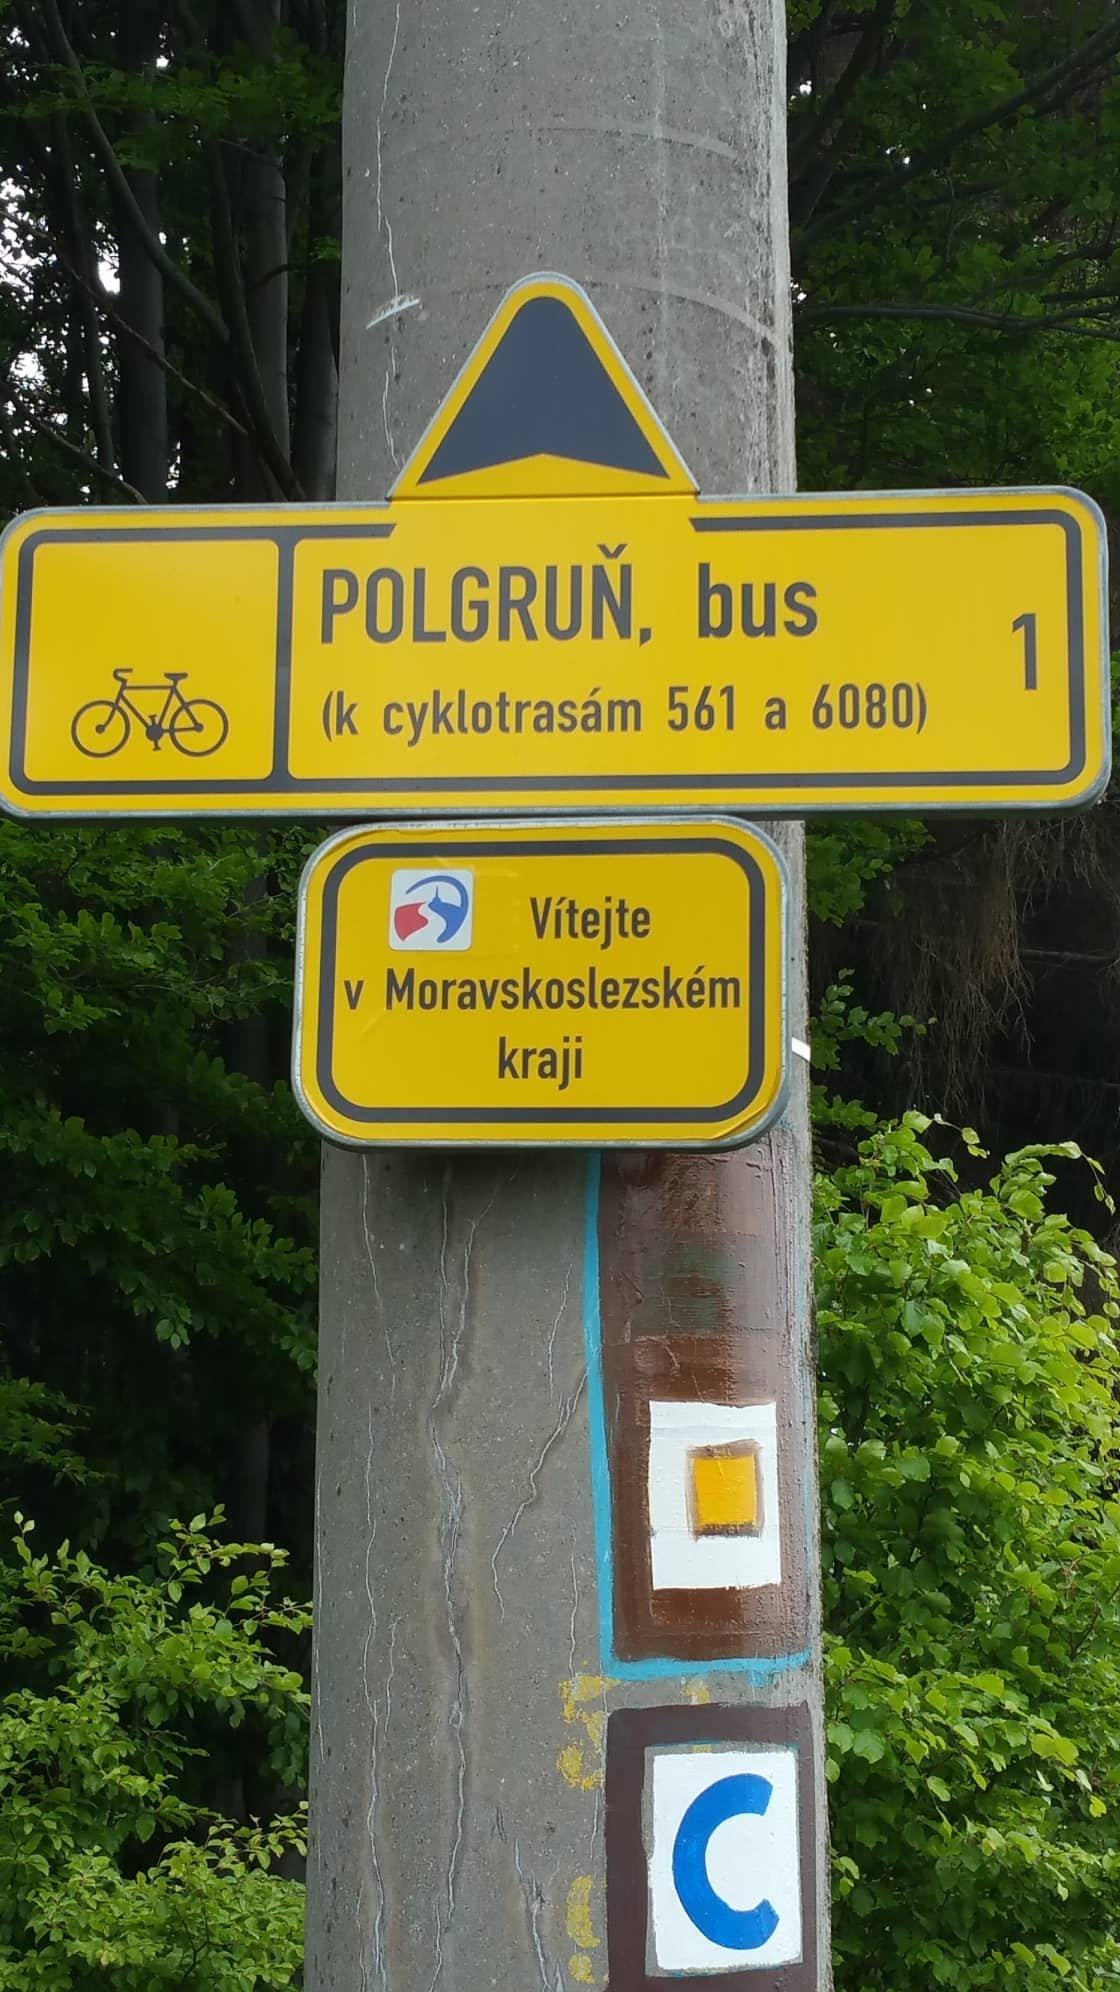 POLGRUŇ, bus
(k cyklotrasám 561 a 6080)
1
Vítejte
v Moravskoslezském
kraji
C